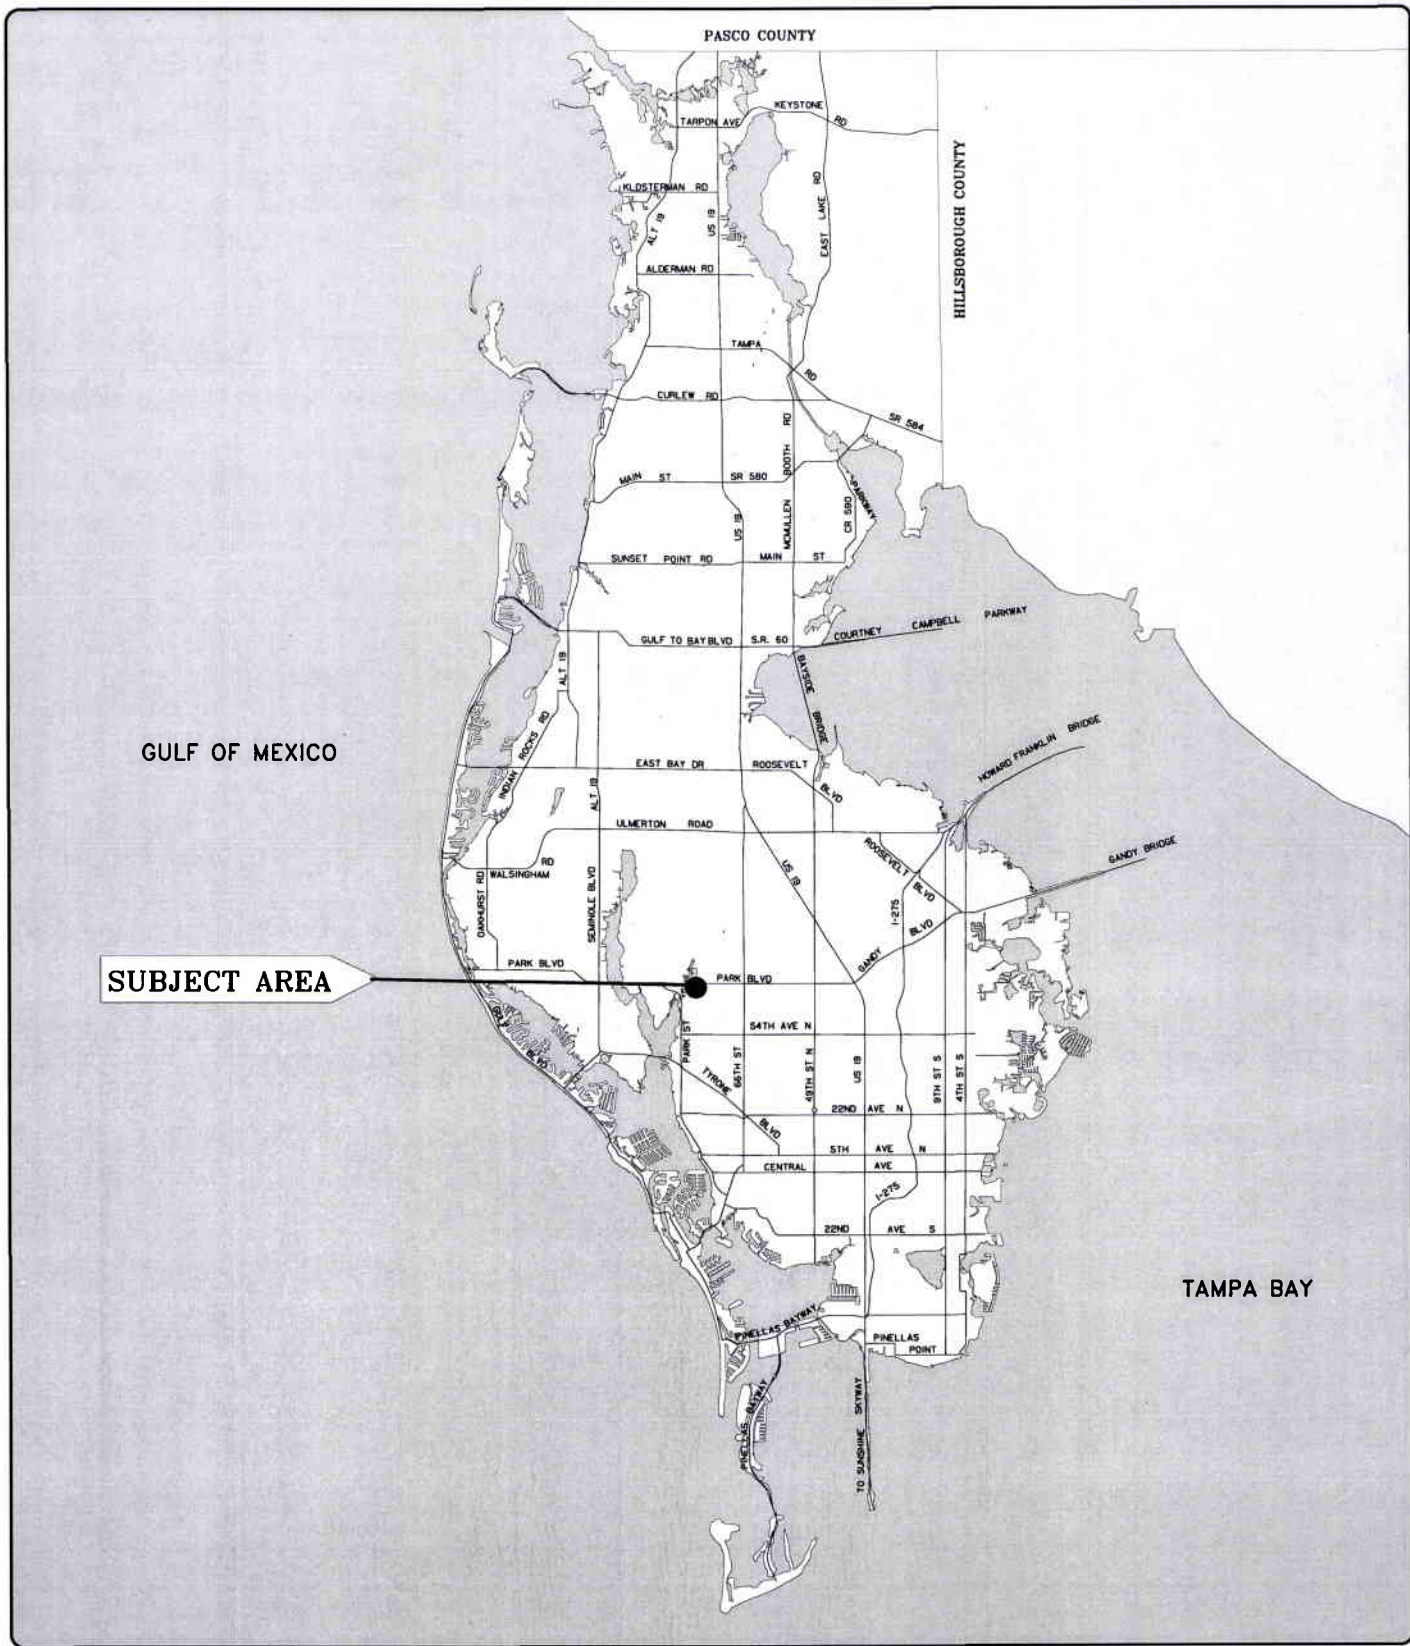 PASCO COUNTY
KEYSTONE RD
TARPON AVE
HILLSBOROUGH COUNTY
KLOSTERMAN RD
EAST LAKE RD
ALT 19
US 19
ALDERMAN RD
TAMPA RD
CURLEW RD
SR 584
MAIN ST SR 580
MCMULLEN BOOTH RD
PARKWAY
CR 590
US 19
SUNSET POINT RD MAIN ST
COURTNEY CAMPBELL PARKWAY
GULF TO BAY BLVD S.R. 60
ALT 19
BAYSIDE BRIDGE
INDIAN ROCKS RD
HOWARD FRANKLIN BRIDGE
GULF OF MEXICO
EAST BAY DR ROOSEVELT BLVD
ALT 19
ULMERTON ROAD
ROOSEVELT BLVD
GANDY BRIDGE
WALSINGHAM RD
US 19
OAKHURST RD
SEMINOLE BLVD
I-275
GANDY BLVD
PARK BLVD
SUBJECT AREA
PARK BLVD
GULF BLVD
54TH AVE N
PARK ST
66TH ST
49TH ST N
US 19
9TH ST S
4TH ST S
TYRONE BLVD
22ND AVE N
5TH AVE N
CENTRAL AVE
I-275
22ND AVE S
TAMPA BAY
PINELLAS BAYWAY
PINELLAS POINT
PINELLAS BAYWAY
TO SUNSHINE SKYWAY